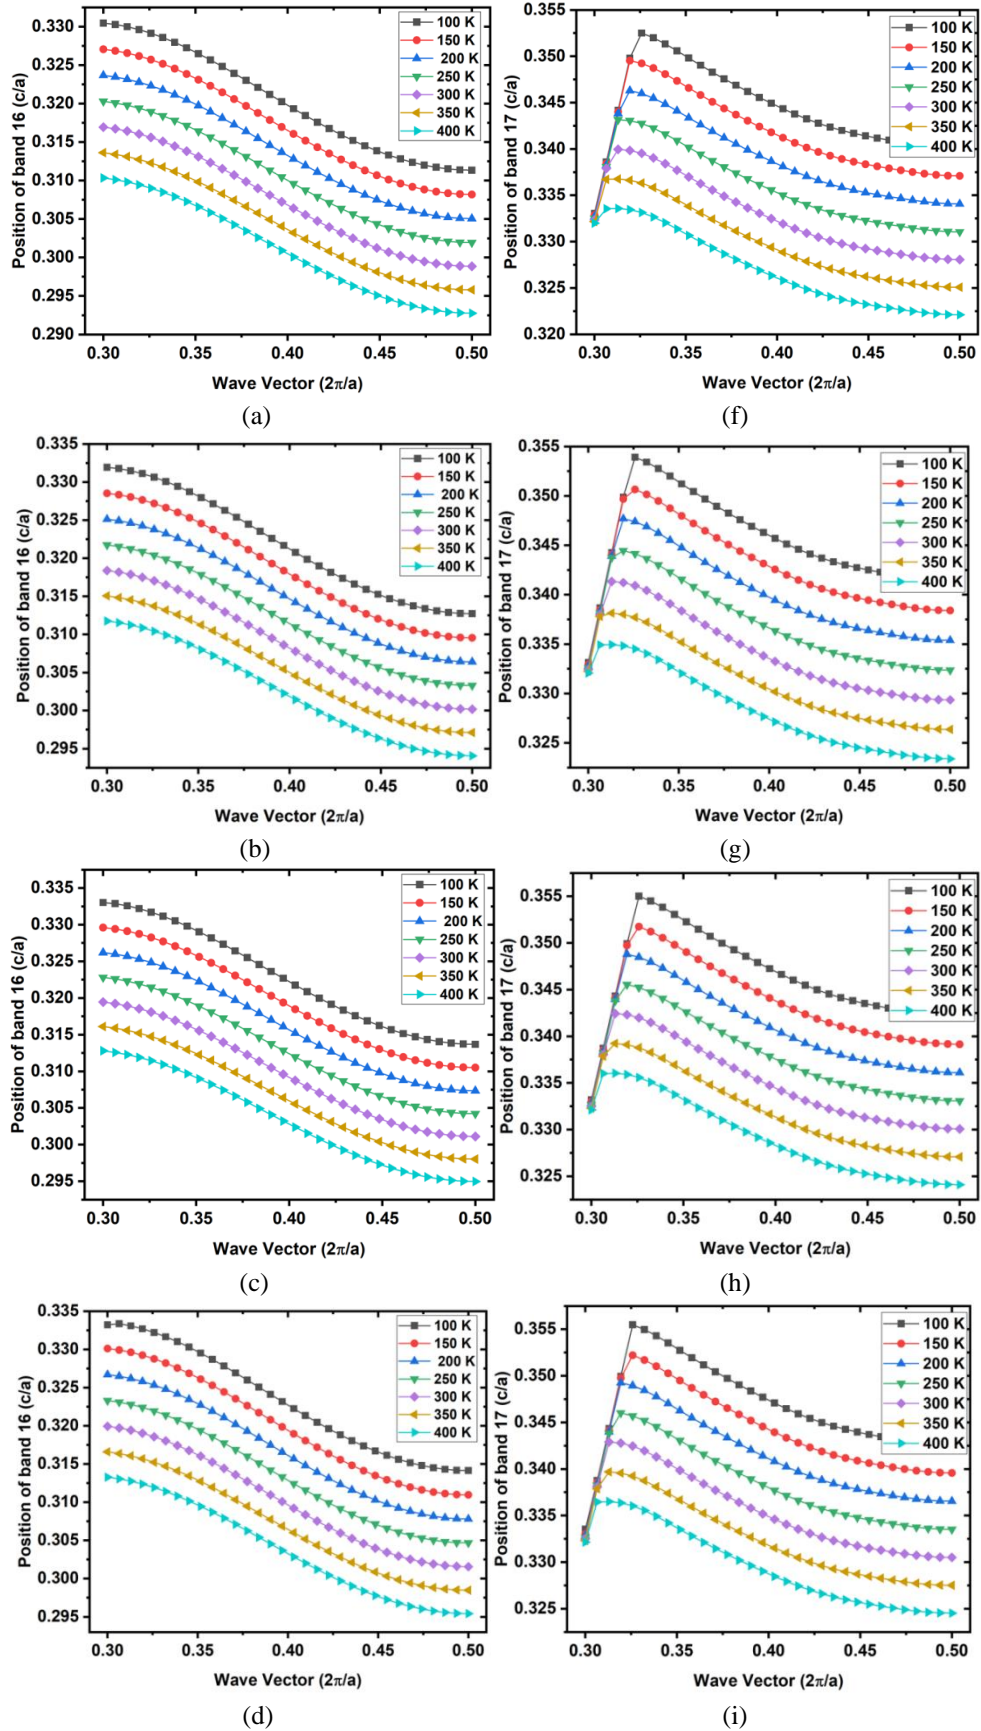 Position of band 16 (c/a)
0.330
0.325
0.320
0.315
0.310
0.305
0.300
0.295
0.290
100 K
150 K
200 K
250 K
300 K
350 K
400 K
0.30 0.35 0.40 0.45 0.50
Wave Vector (2π/a)
(a)
Position of band 17 (c/a)
0.355
0.350
0.345
0.340
0.335
0.330
0.325
0.320
100 K
150 K
200 K
250 K
300 K
350 K
400 K
0.30 0.35 0.40 0.45 0.50
Wave Vector (2π/a)
(f)
Position of band 16 (c/a)
0.335
0.330
0.325
0.320
0.315
0.310
0.305
0.300
0.295
100 K
150 K
200 K
250 K
300 K
350 K
400 K
0.30 0.35 0.40 0.45 0.50
Wave Vector (2π/a)
(b)
Position of band 17 (c/a)
0.355
0.350
0.345
0.340
0.335
0.330
0.325
100 K
150 K
200 K
250 K
300 K
350 K
400 K
0.30 0.35 0.40 0.45 0.50
Wave Vector (2π/a)
(g)
Position of band 16 (c/a)
0.335
0.330
0.325
0.320
0.315
0.310
0.305
0.300
0.295
100 K
150 K
200 K
250 K
300 K
350 K
400 K
0.30 0.35 0.40 0.45 0.50
Wave Vector (2π/a)
(c)
Position of band 17 (c/a)
0.355
0.350
0.345
0.340
0.335
0.330
0.325
100 K
150 K
200 K
250 K
300 K
350 K
400 K
0.30 0.35 0.40 0.45 0.50
Wave Vector (2π/a)
(h)
Position of band 16 (c/a)
0.335
0.330
0.325
0.320
0.315
0.310
0.305
0.300
0.295
100 K
150 K
200 K
250 K
300 K
350 K
400 K
0.30 0.35 0.40 0.45 0.50
Wave Vector (2π/a)
(d)
Position of band 17 (c/a)
0.355
0.350
0.345
0.340
0.335
0.330
0.325
100 K
150 K
200 K
250 K
300 K
350 K
400 K
0.30 0.35 0.40 0.45 0.50
Wave Vector (2π/a)
(i)